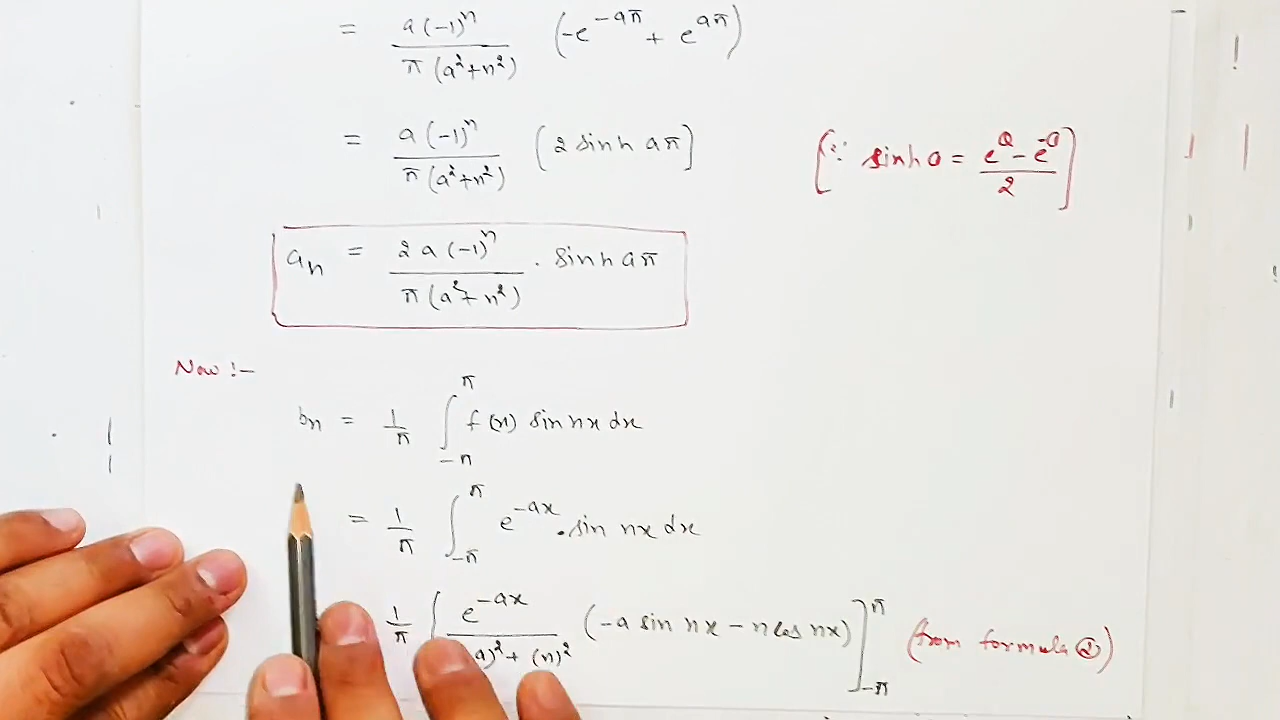 = a(-1)^n / π(a²+n²) (-e^{-aπ} + e^{aπ})
= a(-1)^n / π(a²+n²) [2 sinh aπ] [∵ sinh θ = (e^θ - e^{-θ}) / 2]
a_n = 2a(-1)^n / π(a²+n²) · sinh aπ
Now :-
b_n = 1/π ∫_{-π}^{π} f(x) sin nx dx
= 1/π ∫_{-π}^{π} e^{-ax} · sin nx dx
1/π [ e^{-ax} / a)² + (n)² (-a sin nx - n cos nx) ]_{-π}^{π} (from formula ②)